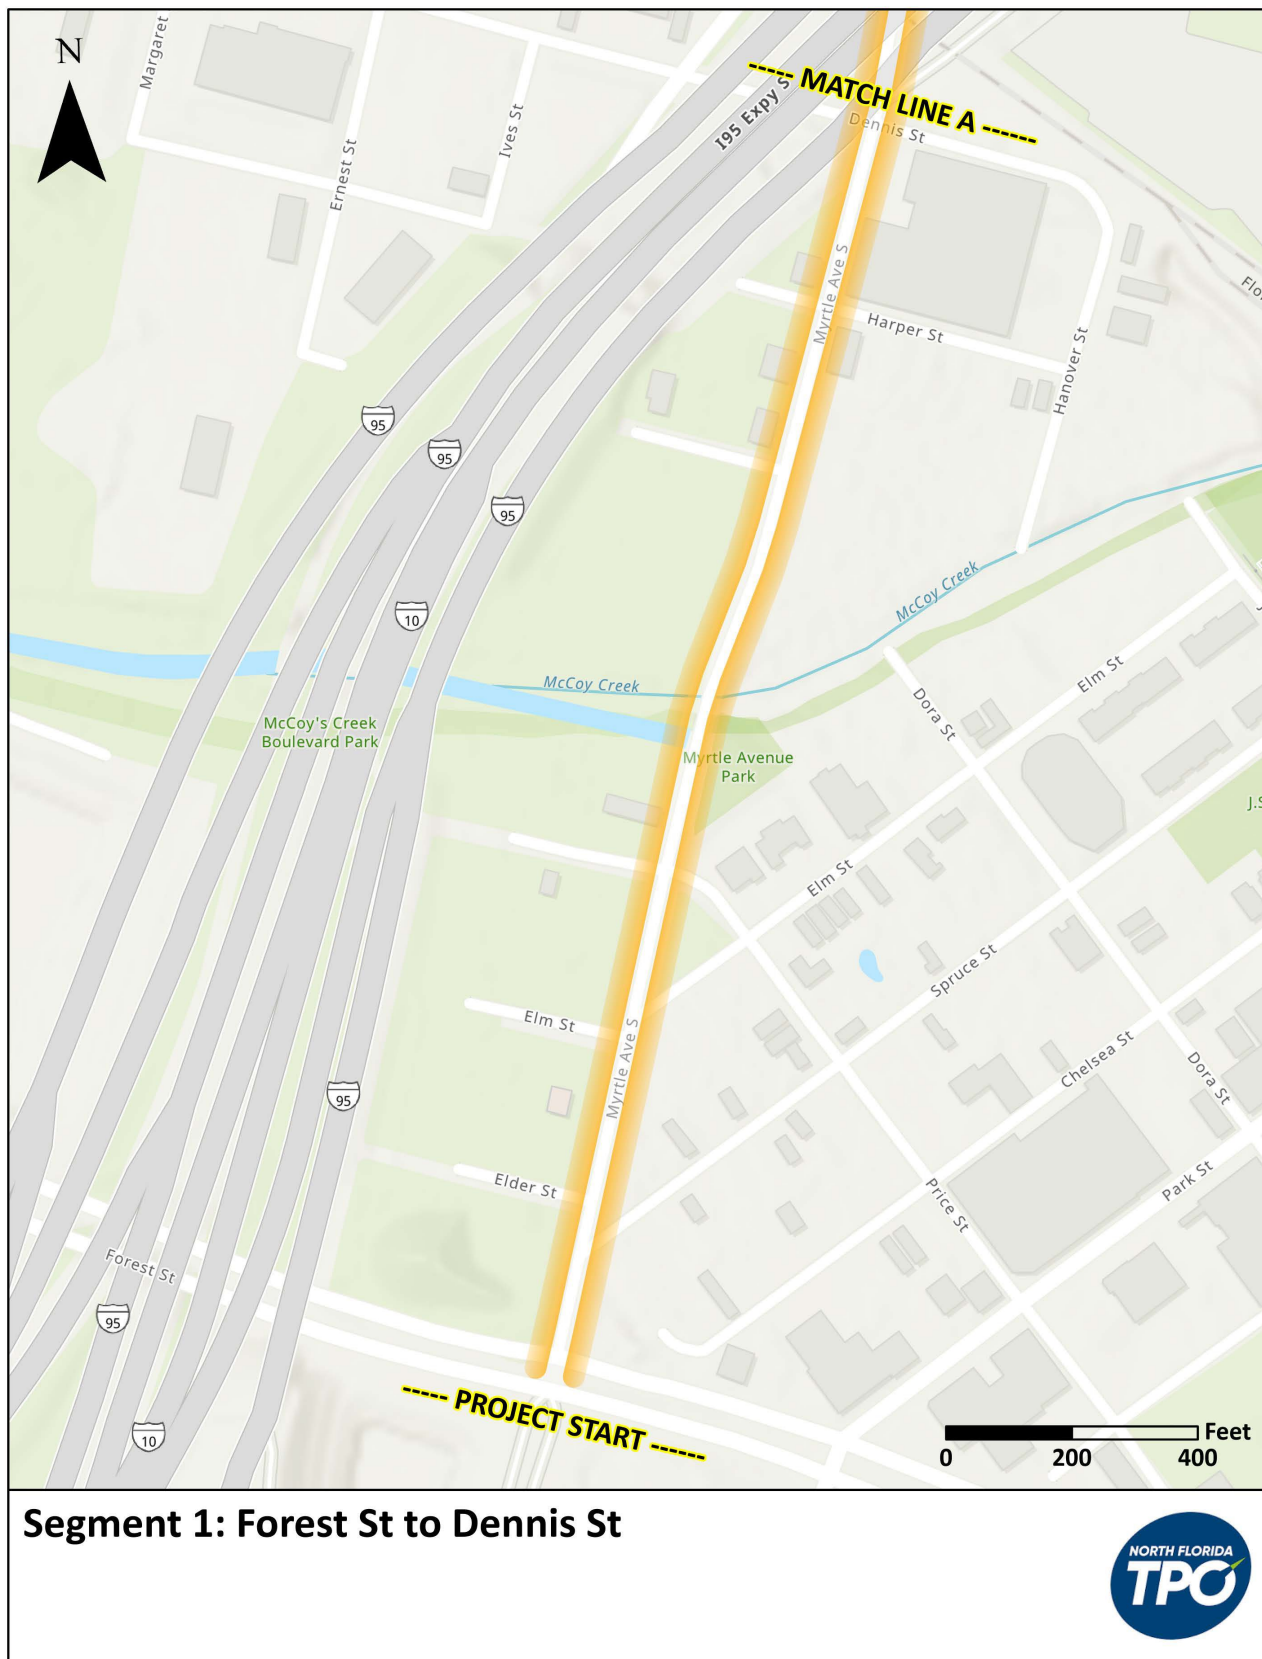 N
Margaret
Ernest St
Ives St
I95 Expy S
----- MATCH LINE A ------
Dennis St
Myrtle Ave S
Harper St
Hanover St
Flo
95
95
95
10
McCoy Creek
McCoy Creek
McCoy's Creek
Boulevard Park
Myrtle Avenue
Park
Dora St
Elm St
J.S
Elm St
Spruce St
Elm St
Myrtle Ave S
Chelsea St
Dora St
95
Elder St
Price St
Park St
Forest St
95
10
----- PROJECT START ------
Feet
0 200 400
Segment 1: Forest St to Dennis St
NORTH FLORIDA
TPO